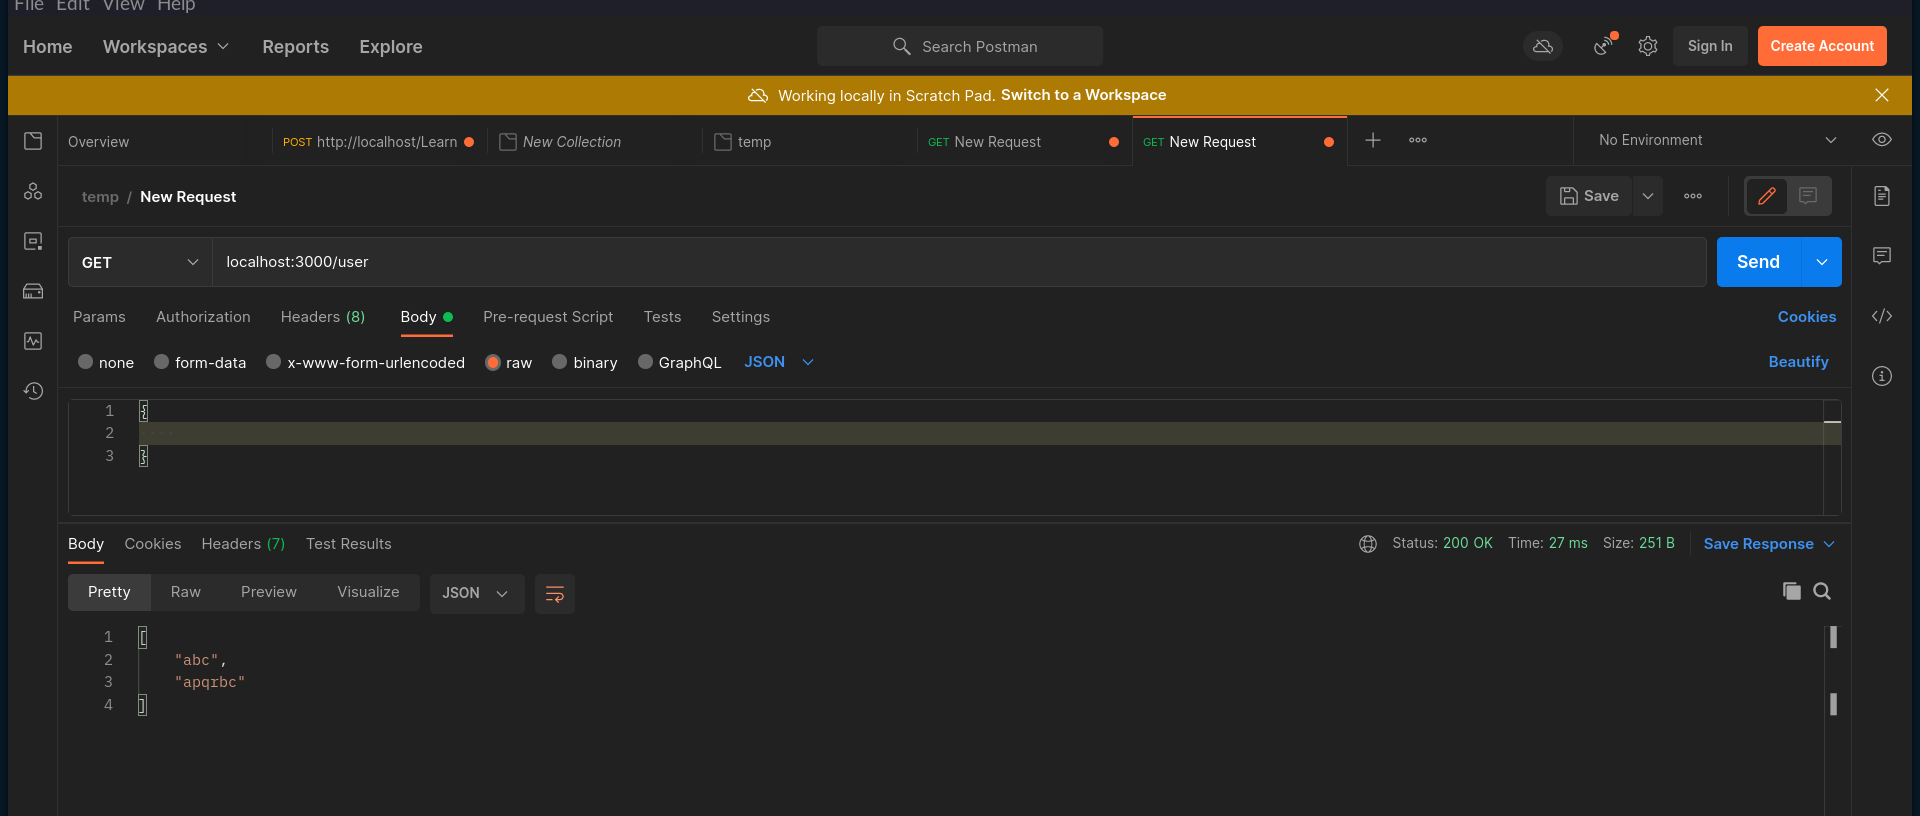 File Edit View Help
Home Workspaces Reports Explore Search Postman Sign In Create Account
Working locally in Scratch Pad. Switch to a Workspace
Overview POST http://localhost/Learn New Collection temp GET New Request GET New Request No Environment
temp / New Request Save
GET localhost:3000/user Send
Params Authorization Headers (8) Body Pre-request Script Tests Settings Cookies
none form-data x-www-form-urlencoded raw binary GraphQL JSON Beautify
1 {
2
3 }
Body Cookies Headers (7) Test Results Status: 200 OK Time: 27 ms Size: 251 B Save Response
Pretty Raw Preview Visualize JSON
1 [
2 "abc",
3 "apqrbc"
4 ]